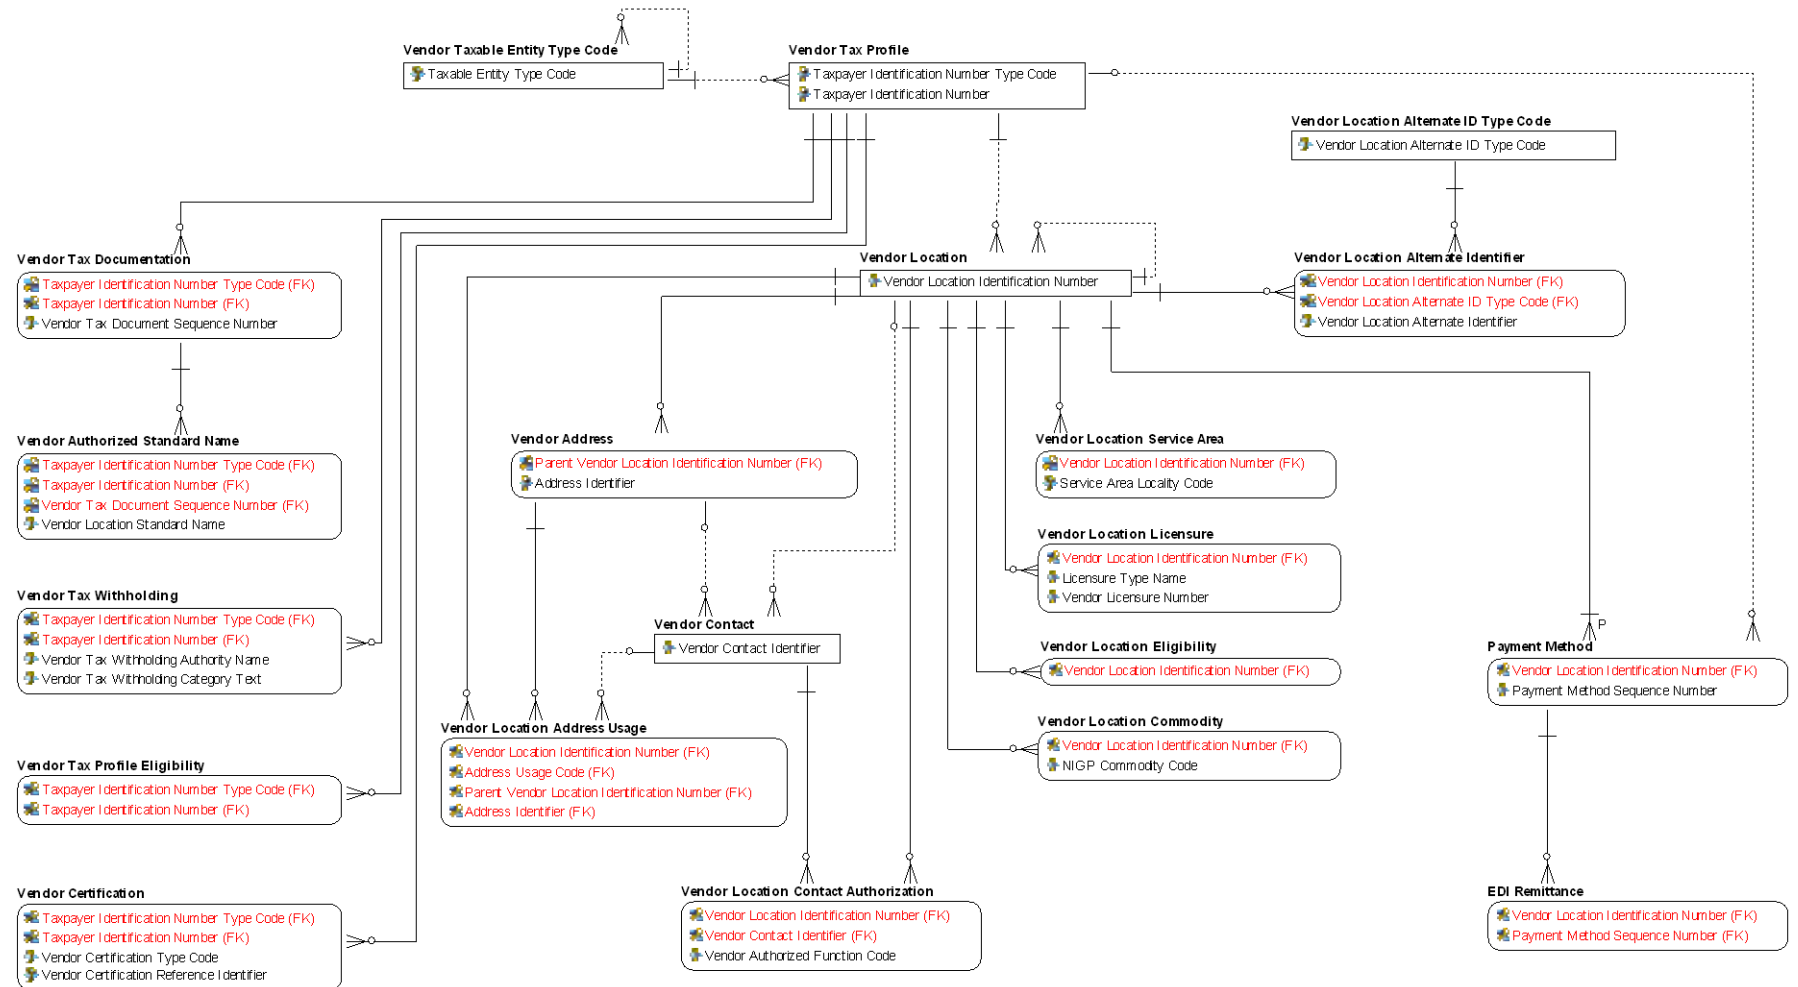 Vendor Taxable Entity Type Code
Taxable Entity Type Code
Vendor Tax Profile
Taxpayer Identification Number Type Code
Taxpayer Identification Number
Vendor Location Alternate ID Type Code
Vendor Location Alternate ID Type Code
Vendor Tax Documentation
Taxpayer Identification Number Type Code (FK)
Taxpayer Identification Number (FK)
Vendor Tax Document Sequence Number
Vendor Location
Vendor Location Identification Number
Vendor Location Alternate Identifier
Vendor Location Identification Number (FK)
Vendor Location Alternate ID Type Code (FK)
Vendor Location Alternate Identifier
Vendor Authorized Standard Name
Taxpayer Identification Number Type Code (FK)
Taxpayer Identification Number (FK)
Vendor Tax Document Sequence Number (FK)
Vendor Location Standard Name
Vendor Address
Parent Vendor Location Identification Number (FK)
Address Identifier
Vendor Location Service Area
Vendor Location Identification Number (FK)
Service Area Locality Code
Vendor Location Licensure
Vendor Location Identification Number (FK)
Licensure Type Name
Vendor Licensure Number
Vendor Tax Withholding
Taxpayer Identification Number Type Code (FK)
Taxpayer Identification Number (FK)
Vendor Tax Withholding Authority Name
Vendor Tax Withholding Category Text
Vendor Contact
Vendor Contact Identifier
Vendor Location Eligibility
Vendor Location Identification Number (FK)
P
Payment Method
Vendor Location Identification Number (FK)
Payment Method Sequence Number
Vendor Location Address Usage
Vendor Location Identification Number (FK)
Address Usage Code (FK)
Parent Vendor Location Identification Number (FK)
Address Identifier (FK)
Vendor Location Commodity
Vendor Location Identification Number (FK)
NIGP Commodity Code
Vendor Tax Profile Eligibility
Taxpayer Identification Number Type Code (FK)
Taxpayer Identification Number (FK)
Vendor Certification
Taxpayer Identification Number Type Code (FK)
Taxpayer Identification Number (FK)
Vendor Certification Type Code
Vendor Certification Reference Identifier
Vendor Location Contact Authorization
Vendor Location Identification Number (FK)
Vendor Contact Identifier (FK)
Vendor Authorized Function Code
EDI Remittance
Vendor Location Identification Number (FK)
Payment Method Sequence Number (FK)